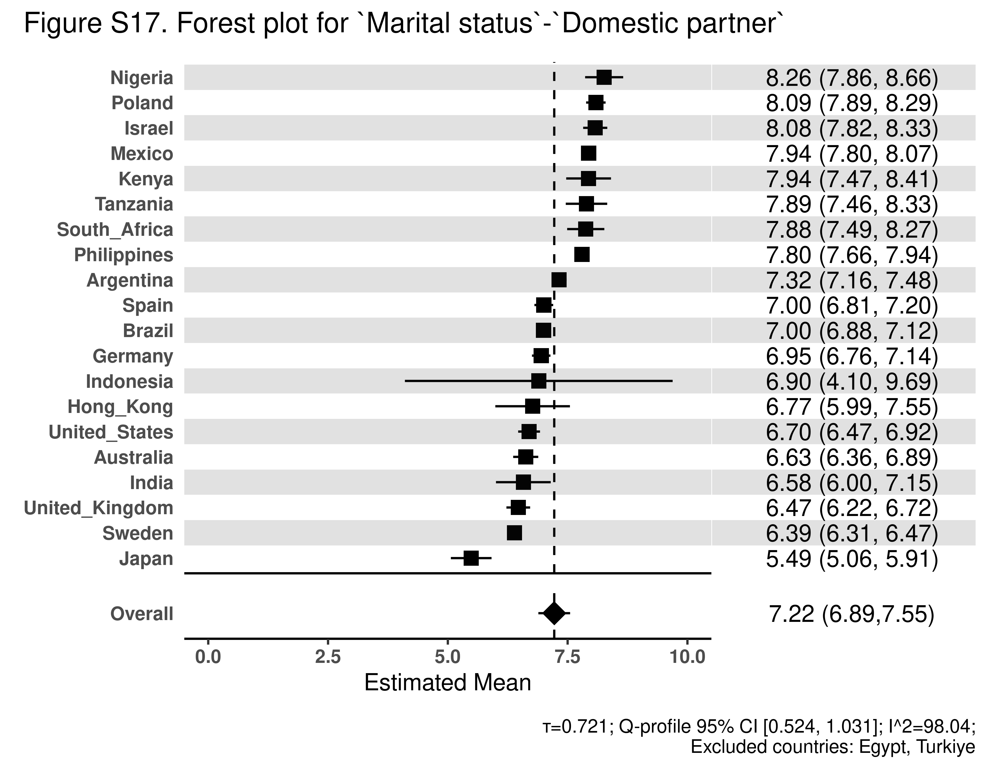 Figure S17. Forest plot for `Marital status`-`Domestic partner`
Nigeria 8.26 (7.86, 8.66)
Poland 8.09 (7.89, 8.29)
Israel 8.08 (7.82, 8.33)
Mexico 7.94 (7.80, 8.07)
Kenya 7.94 (7.47, 8.41)
Tanzania 7.89 (7.46, 8.33)
South_Africa 7.88 (7.49, 8.27)
Philippines 7.80 (7.66, 7.94)
Argentina 7.32 (7.16, 7.48)
Spain 7.00 (6.81, 7.20)
Brazil 7.00 (6.88, 7.12)
Germany 6.95 (6.76, 7.14)
Indonesia 6.90 (4.10, 9.69)
Hong_Kong 6.77 (5.99, 7.55)
United_States 6.70 (6.47, 6.92)
Australia 6.63 (6.36, 6.89)
India 6.58 (6.00, 7.15)
United_Kingdom 6.47 (6.22, 6.72)
Sweden 6.39 (6.31, 6.47)
Japan 5.49 (5.06, 5.91)
Overall 7.22 (6.89,7.55)
0.0 2.5 5.0 7.5 10.0
Estimated Mean
τ=0.721; Q-profile 95% CI [0.524, 1.031]; I^2=98.04;
Excluded countries: Egypt, Turkiye